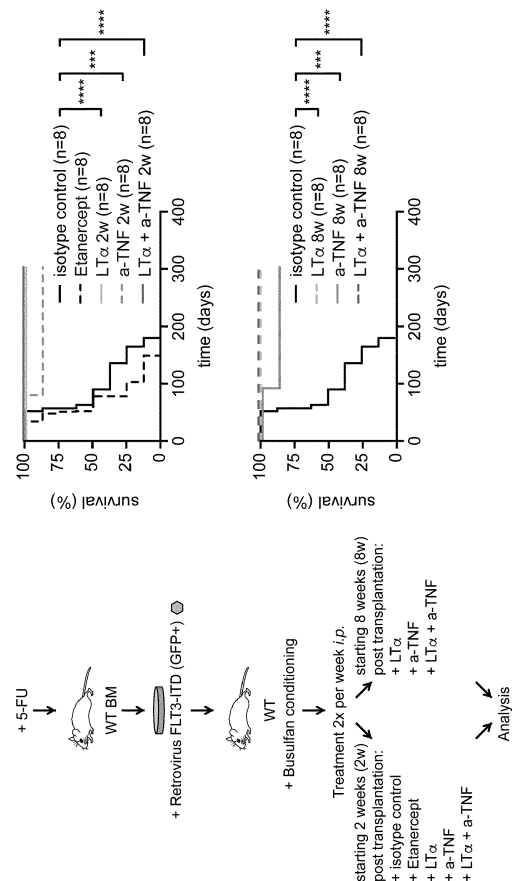 + 5-FU
WT BM
+ Retrovirus FLT3-ITD (GFP+)
WT
+ Busulfan conditioning
Treatment 2x per week i.p.
starting 2 weeks (2w)
post transplantation:
+ isotype control
+ Etanercept
+ LTα
+ a-TNF
+ LTα + a-TNF
starting 8 weeks (8w)
post transplantation:
+ LTα
+ a-TNF
+ LTα + a-TNF
Analysis
survival (%)
100
75
50
25
0
0 100 200 300 400
time (days)
isotype control (n=8)
Etanercept (n=8)
LTα 2w (n=8)
a-TNF 2w (n=8)
LTα + a-TNF 2w (n=8)
****
***
****
survival (%)
100
75
50
25
0
0 100 200 300 400
time (days)
isotype control (n=8)
LTα 8w (n=8)
a-TNF 8w (n=8)
LTα + a-TNF 8w (n=8)
****
***
****